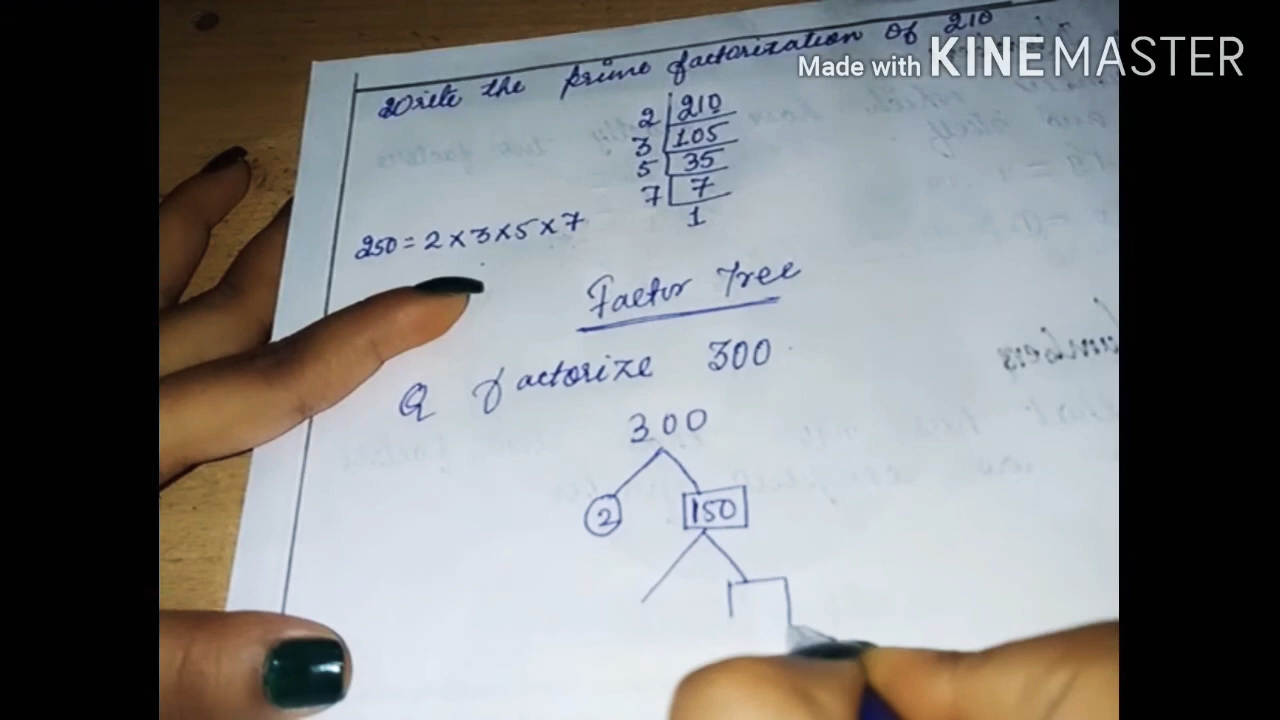 Write the prime factorization of 210
Made with KINEMASTER
2 210
3 105
5 35
7 7
1
250 = 2 × 3 × 5 × 7
Factor Tree
Q factorize 300
300
2 150